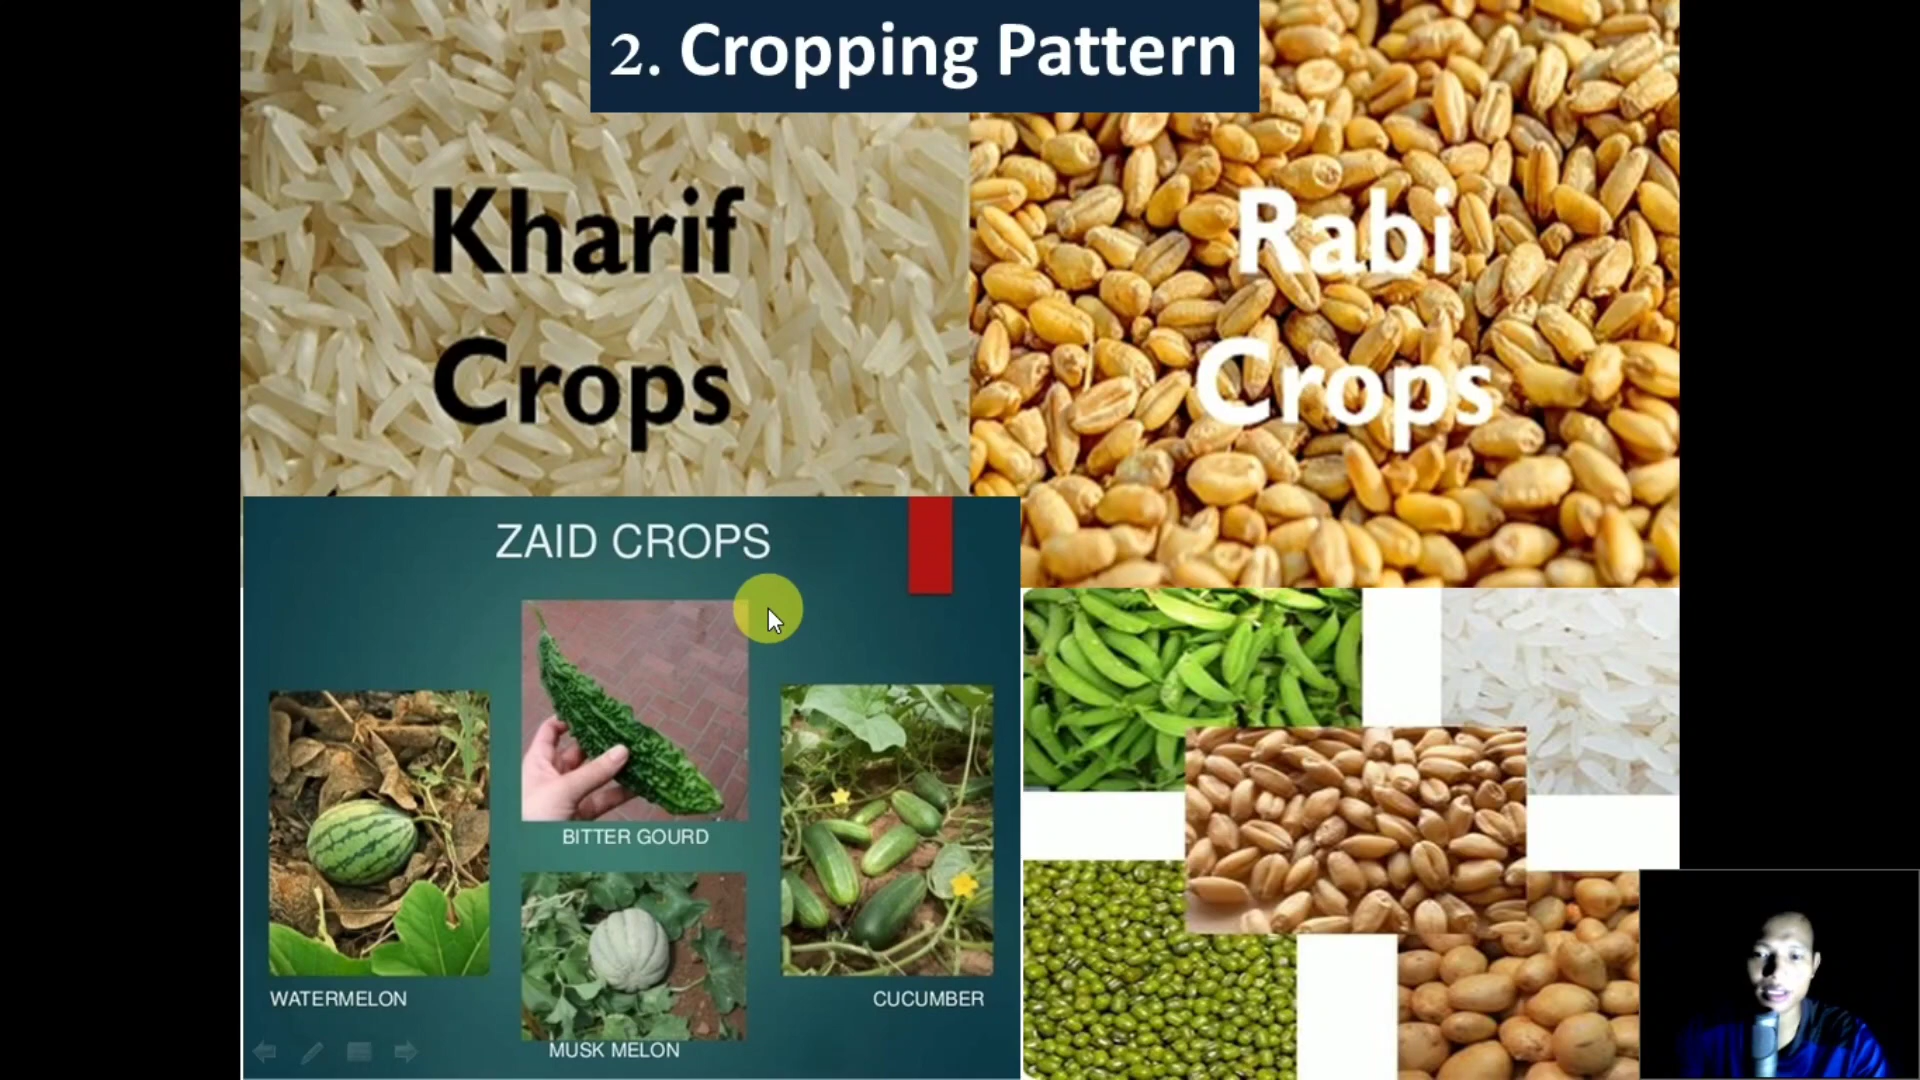 2. Cropping Pattern
Kharif
Crops
Rabi
Crops
ZAID CROPS
BITTER GOURD
WATERMELON
CUCUMBER
MUSK MELON